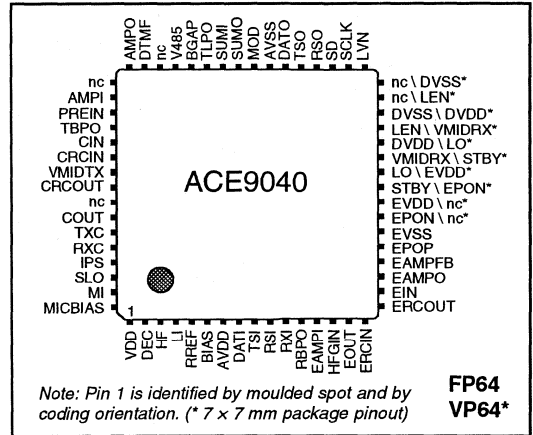 AMPO
DTMF
nc
V485
BGAP
TLPO
SUMI
SUMO
MOD
AVSS
DATO
TSO
RSO
SD
SCLK
LVN
nc
AMPI
PREIN
TBPO
CIN
CRCIN
VMIDTX
CRCOUT
nc
COUT
TXC
RXC
IPS
SLO
MI
MICBIAS
ACE9040
1
nc \ DVSS*
nc \ LEN*
DVSS \ DVDD*
LEN \ VMIDRX*
DVDD \ LO*
VMIDRX \ STBY*
LO \ EVDD*
STBY \ EPON*
EVDD \ nc*
EPON \ nc*
EVSS
EPOP
EAMPFB
EAMPO
EIN
ERCOUT
VDD
DEC
HF
LI
RREF
BIAS
AVDD
DATI
TSI
RSI
RXI
RBPO
EAMPI
HFGIN
EOUT
ERCIN
Note: Pin 1 is identified by moulded spot and by
coding orientation. (* 7 × 7 mm package pinout)
FP64
VP64*